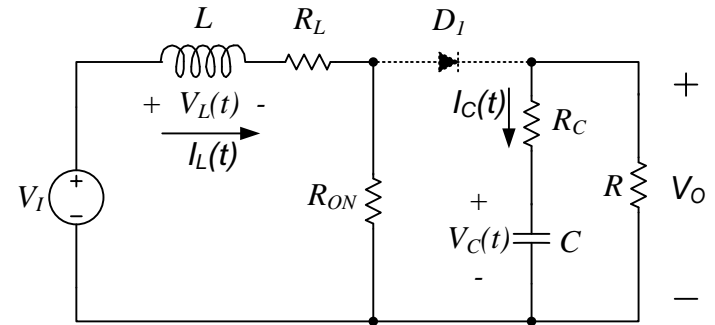 L R_L D_1
+ V_L(t) -
I_L(t)
I_C(t)
R_C
+
V_I
+
-
R_ON
+
V_C(t)
-
C
R
V_O
-